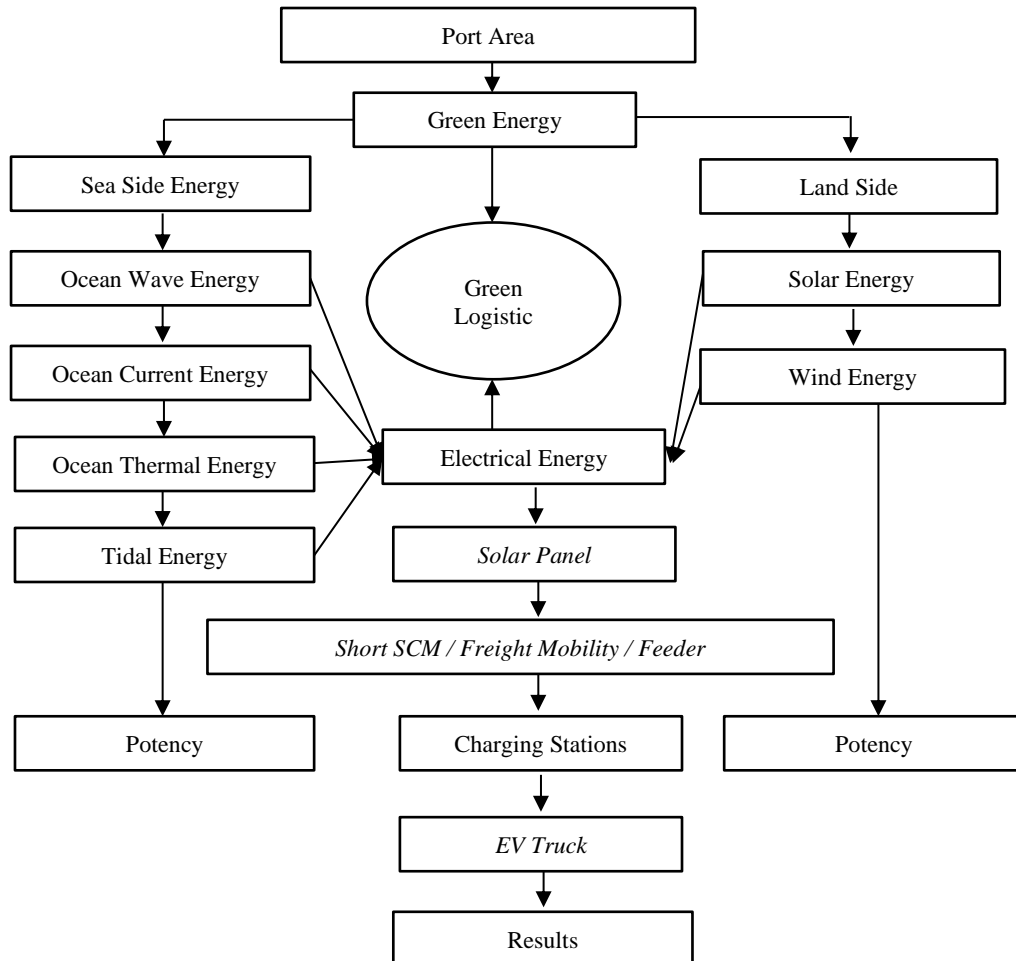 Port Area
Green Energy
Sea Side Energy
Land Side
Ocean Wave Energy
Green
Logistic
Solar Energy
Ocean Current Energy
Wind Energy
Ocean Thermal Energy
Electrical Energy
Tidal Energy
Solar Panel
Short SCM / Freight Mobility / Feeder
Potency
Charging Stations
Potency
EV Truck
Results